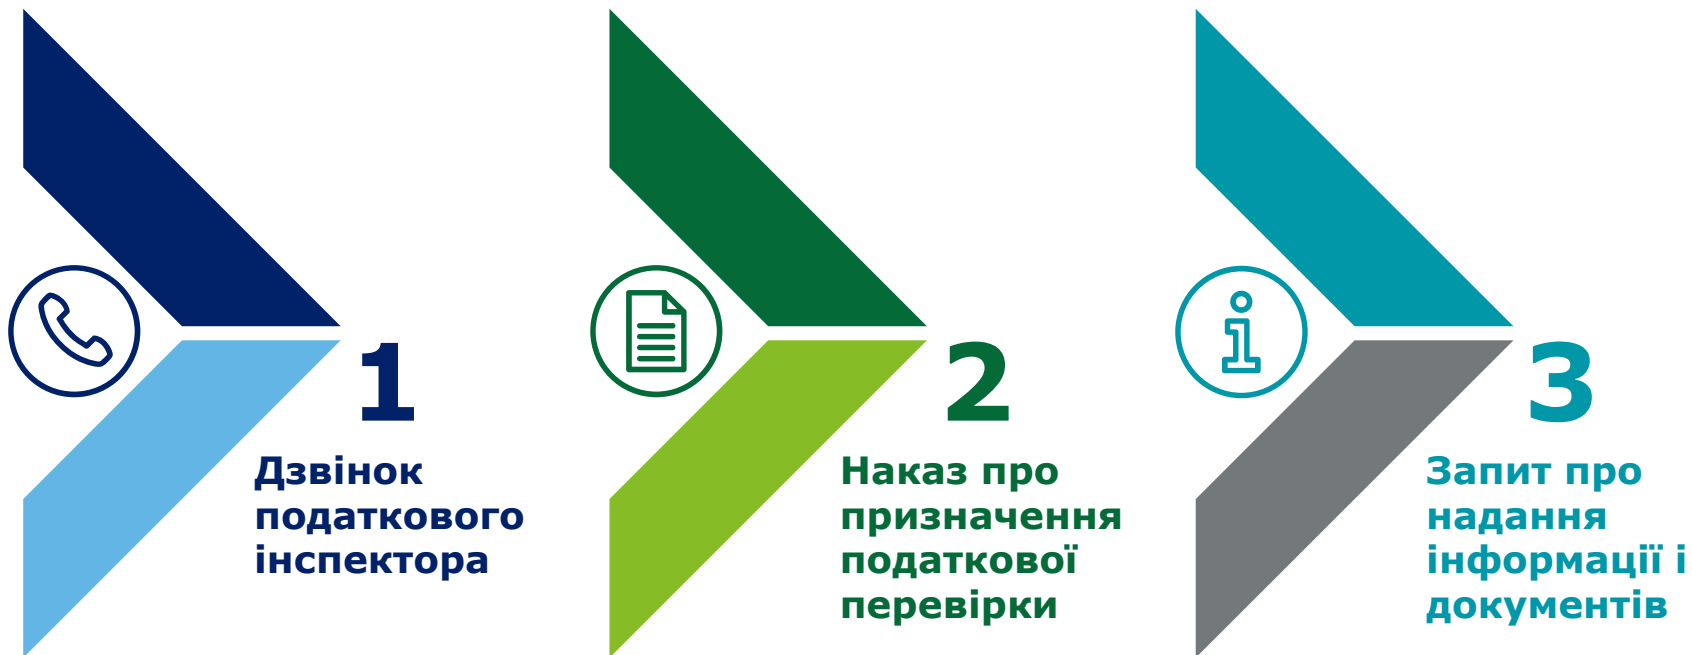 1
Дзвінок
податкового
інспектора
2
Наказ про
призначення
податкової
перевірки
3
Запит про
надання
інформації і
документів